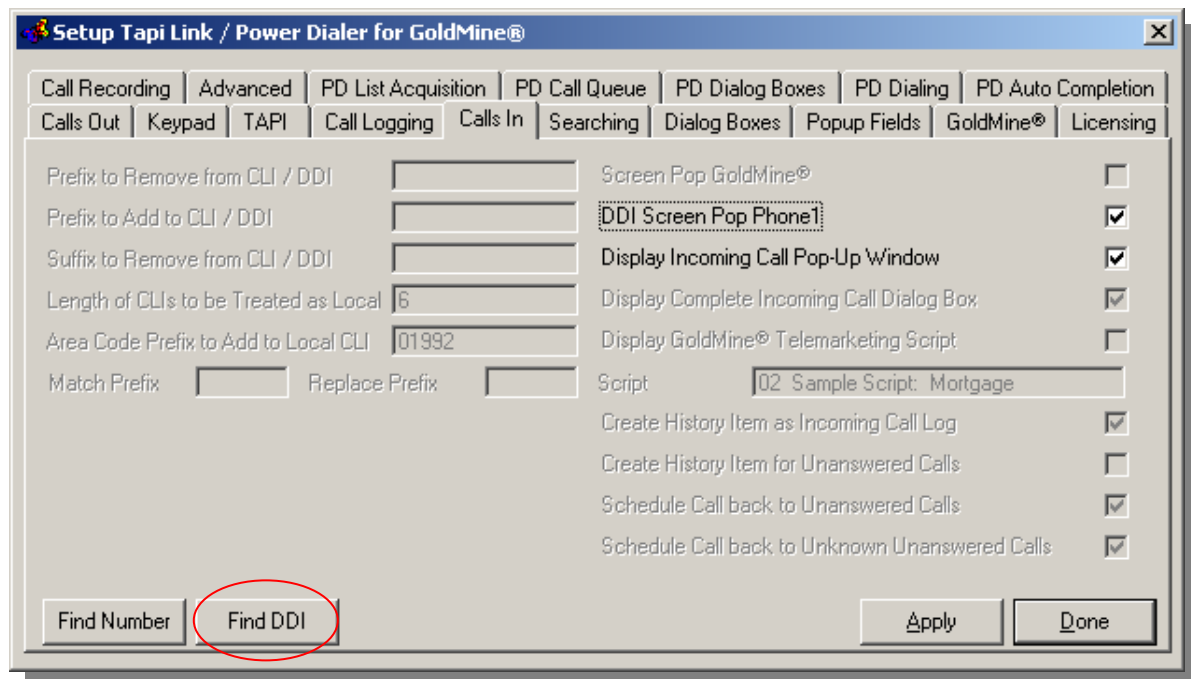 Setup Tapi Link / Power Dialer for GoldMine®
Call Recording Advanced PD List Acquisition PD Call Queue PD Dialog Boxes PD Dialing PD Auto Completion
Calls Out Keypad TAPI Call Logging Calls In Searching Dialog Boxes Popup Fields GoldMine® Licensing
Prefix to Remove from CLI / DDI
Prefix to Add to CLI / DDI
Suffix to Remove from CLI / DDI
Length of CLIs to be Treated as Local 6
Area Code Prefix to Add to Local CLI 01992
Match Prefix Replace Prefix
Screen Pop GoldMine®
DDI Screen Pop Phone1
Display Incoming Call Pop-Up Window
Display Complete Incoming Call Dialog Box
Display GoldMine® Telemarketing Script
Script 02 Sample Script: Mortgage
Create History Item as Incoming Call Log
Create History Item for Unanswered Calls
Schedule Call back to Unanswered Calls
Schedule Call back to Unknown Unanswered Calls
Find Number Find DDI Apply Done